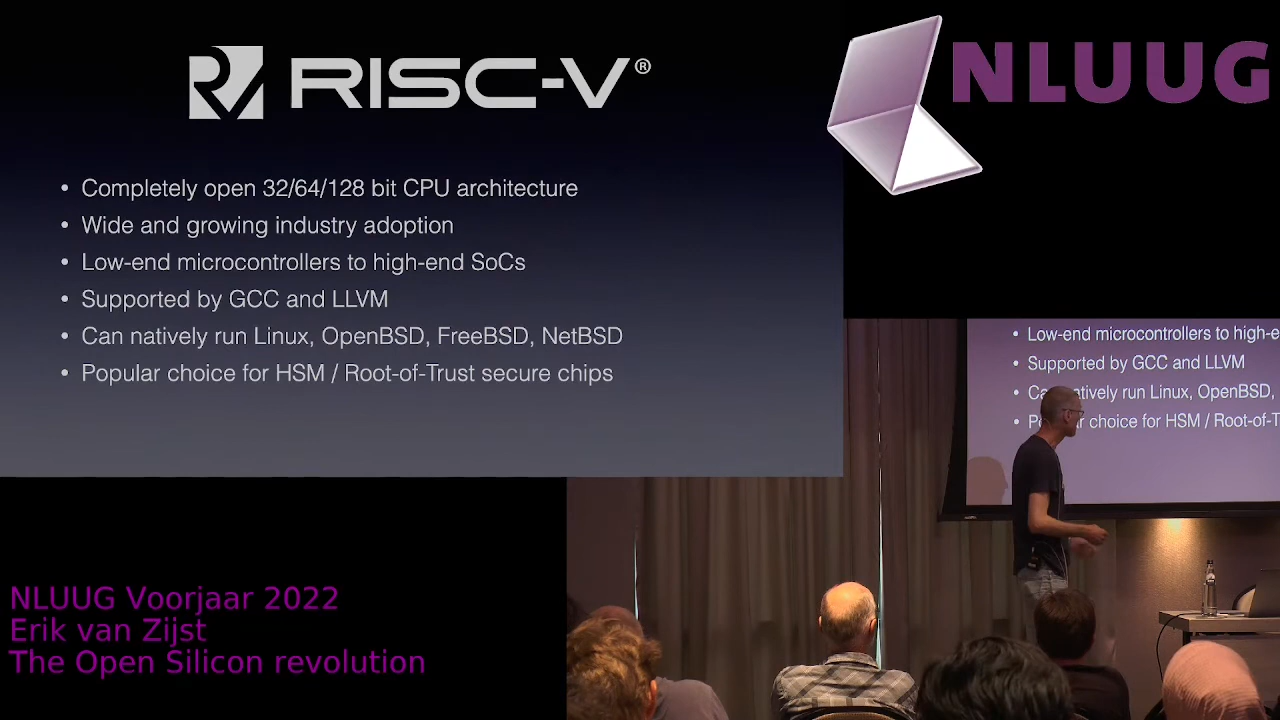 RISC-V®
NLUUG
• Completely open 32/64/128 bit CPU architecture
• Wide and growing industry adoption
• Low-end microcontrollers to high-end SoCs
• Supported by GCC and LLVM
• Can natively run Linux, OpenBSD, FreeBSD, NetBSD
• Popular choice for HSM / Root-of-Trust secure chips
• Low-end microcontrollers to high-e
• Supported by GCC and LLVM
• Ca natively run Linux, OpenBSD,
• Po r choice for HSM / Root-of-T
NLUUG Voorjaar 2022
Erik van Zijst
The Open Silicon revolution